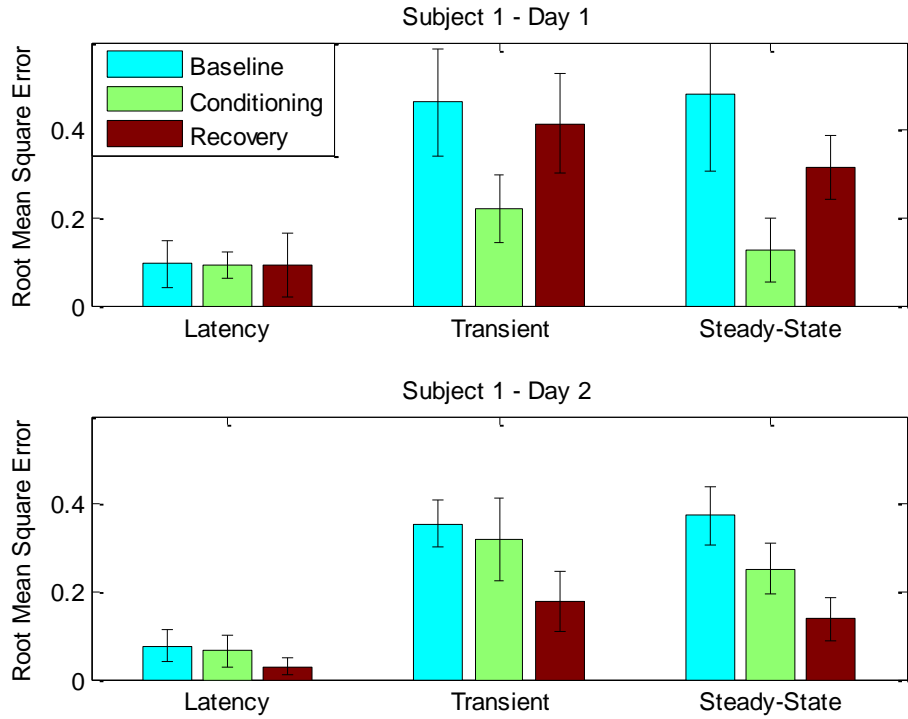 Subject 1 - Day 1
Root Mean Square Error
0.4
0.2
0
Baseline
Conditioning
Recovery
Latency
Transient
Steady-State
Subject 1 - Day 2
Root Mean Square Error
0.4
0.2
0
Latency
Transient
Steady-State